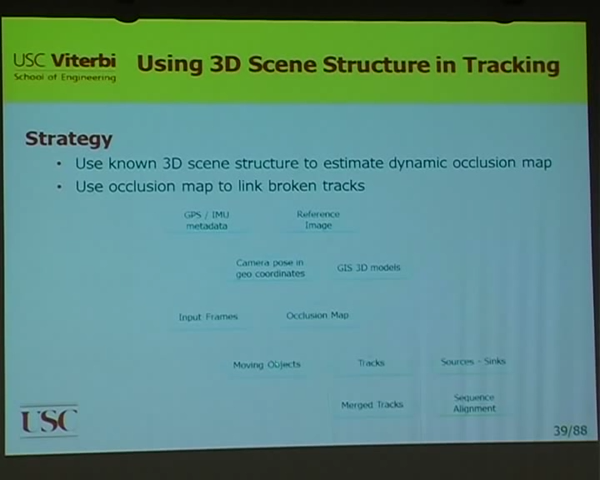 USC Viterbi
School of Engineering
Using 3D Scene Structure in Tracking
Strategy
• Use known 3D scene structure to estimate dynamic occlusion map
• Use occlusion map to link broken tracks
GPS / IMU
metadata
Reference
Image
Camera pose in
geo coordinates
GIS 3D models
Input Frames
Occlusion Map
Moving Objects
Tracks
Sources - Sinks
Merged Tracks
Sequence
Alignment
USC
39/88